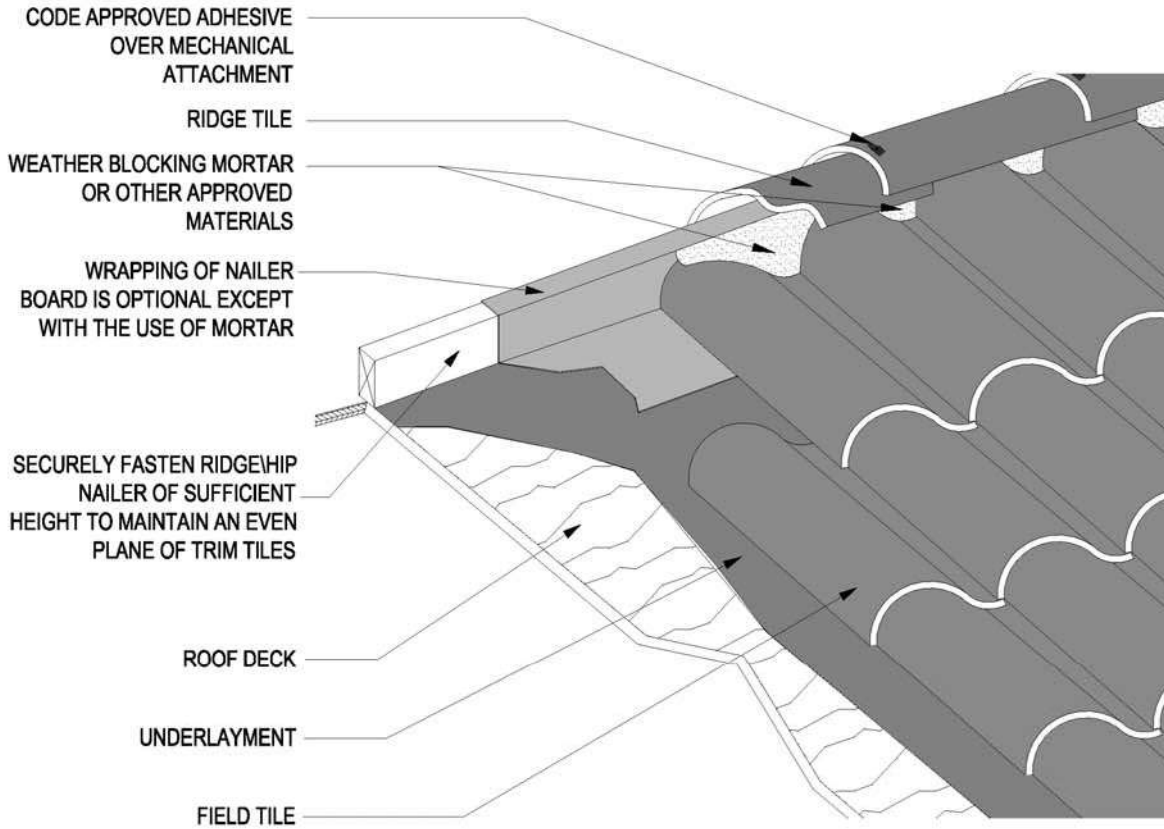 CODE APPROVED ADHESIVE
OVER MECHANICAL
ATTACHMENT
RIDGE TILE
WEATHER BLOCKING MORTAR
OR OTHER APPROVED
MATERIALS
WRAPPING OF NAILER
BOARD IS OPTIONAL EXCEPT
WITH THE USE OF MORTAR
SECURELY FASTEN RIDGE\HIP
NAILER OF SUFFICIENT
HEIGHT TO MAINTAIN AN EVEN
PLANE OF TRIM TILES
ROOF DECK
UNDERLAYMENT
FIELD TILE